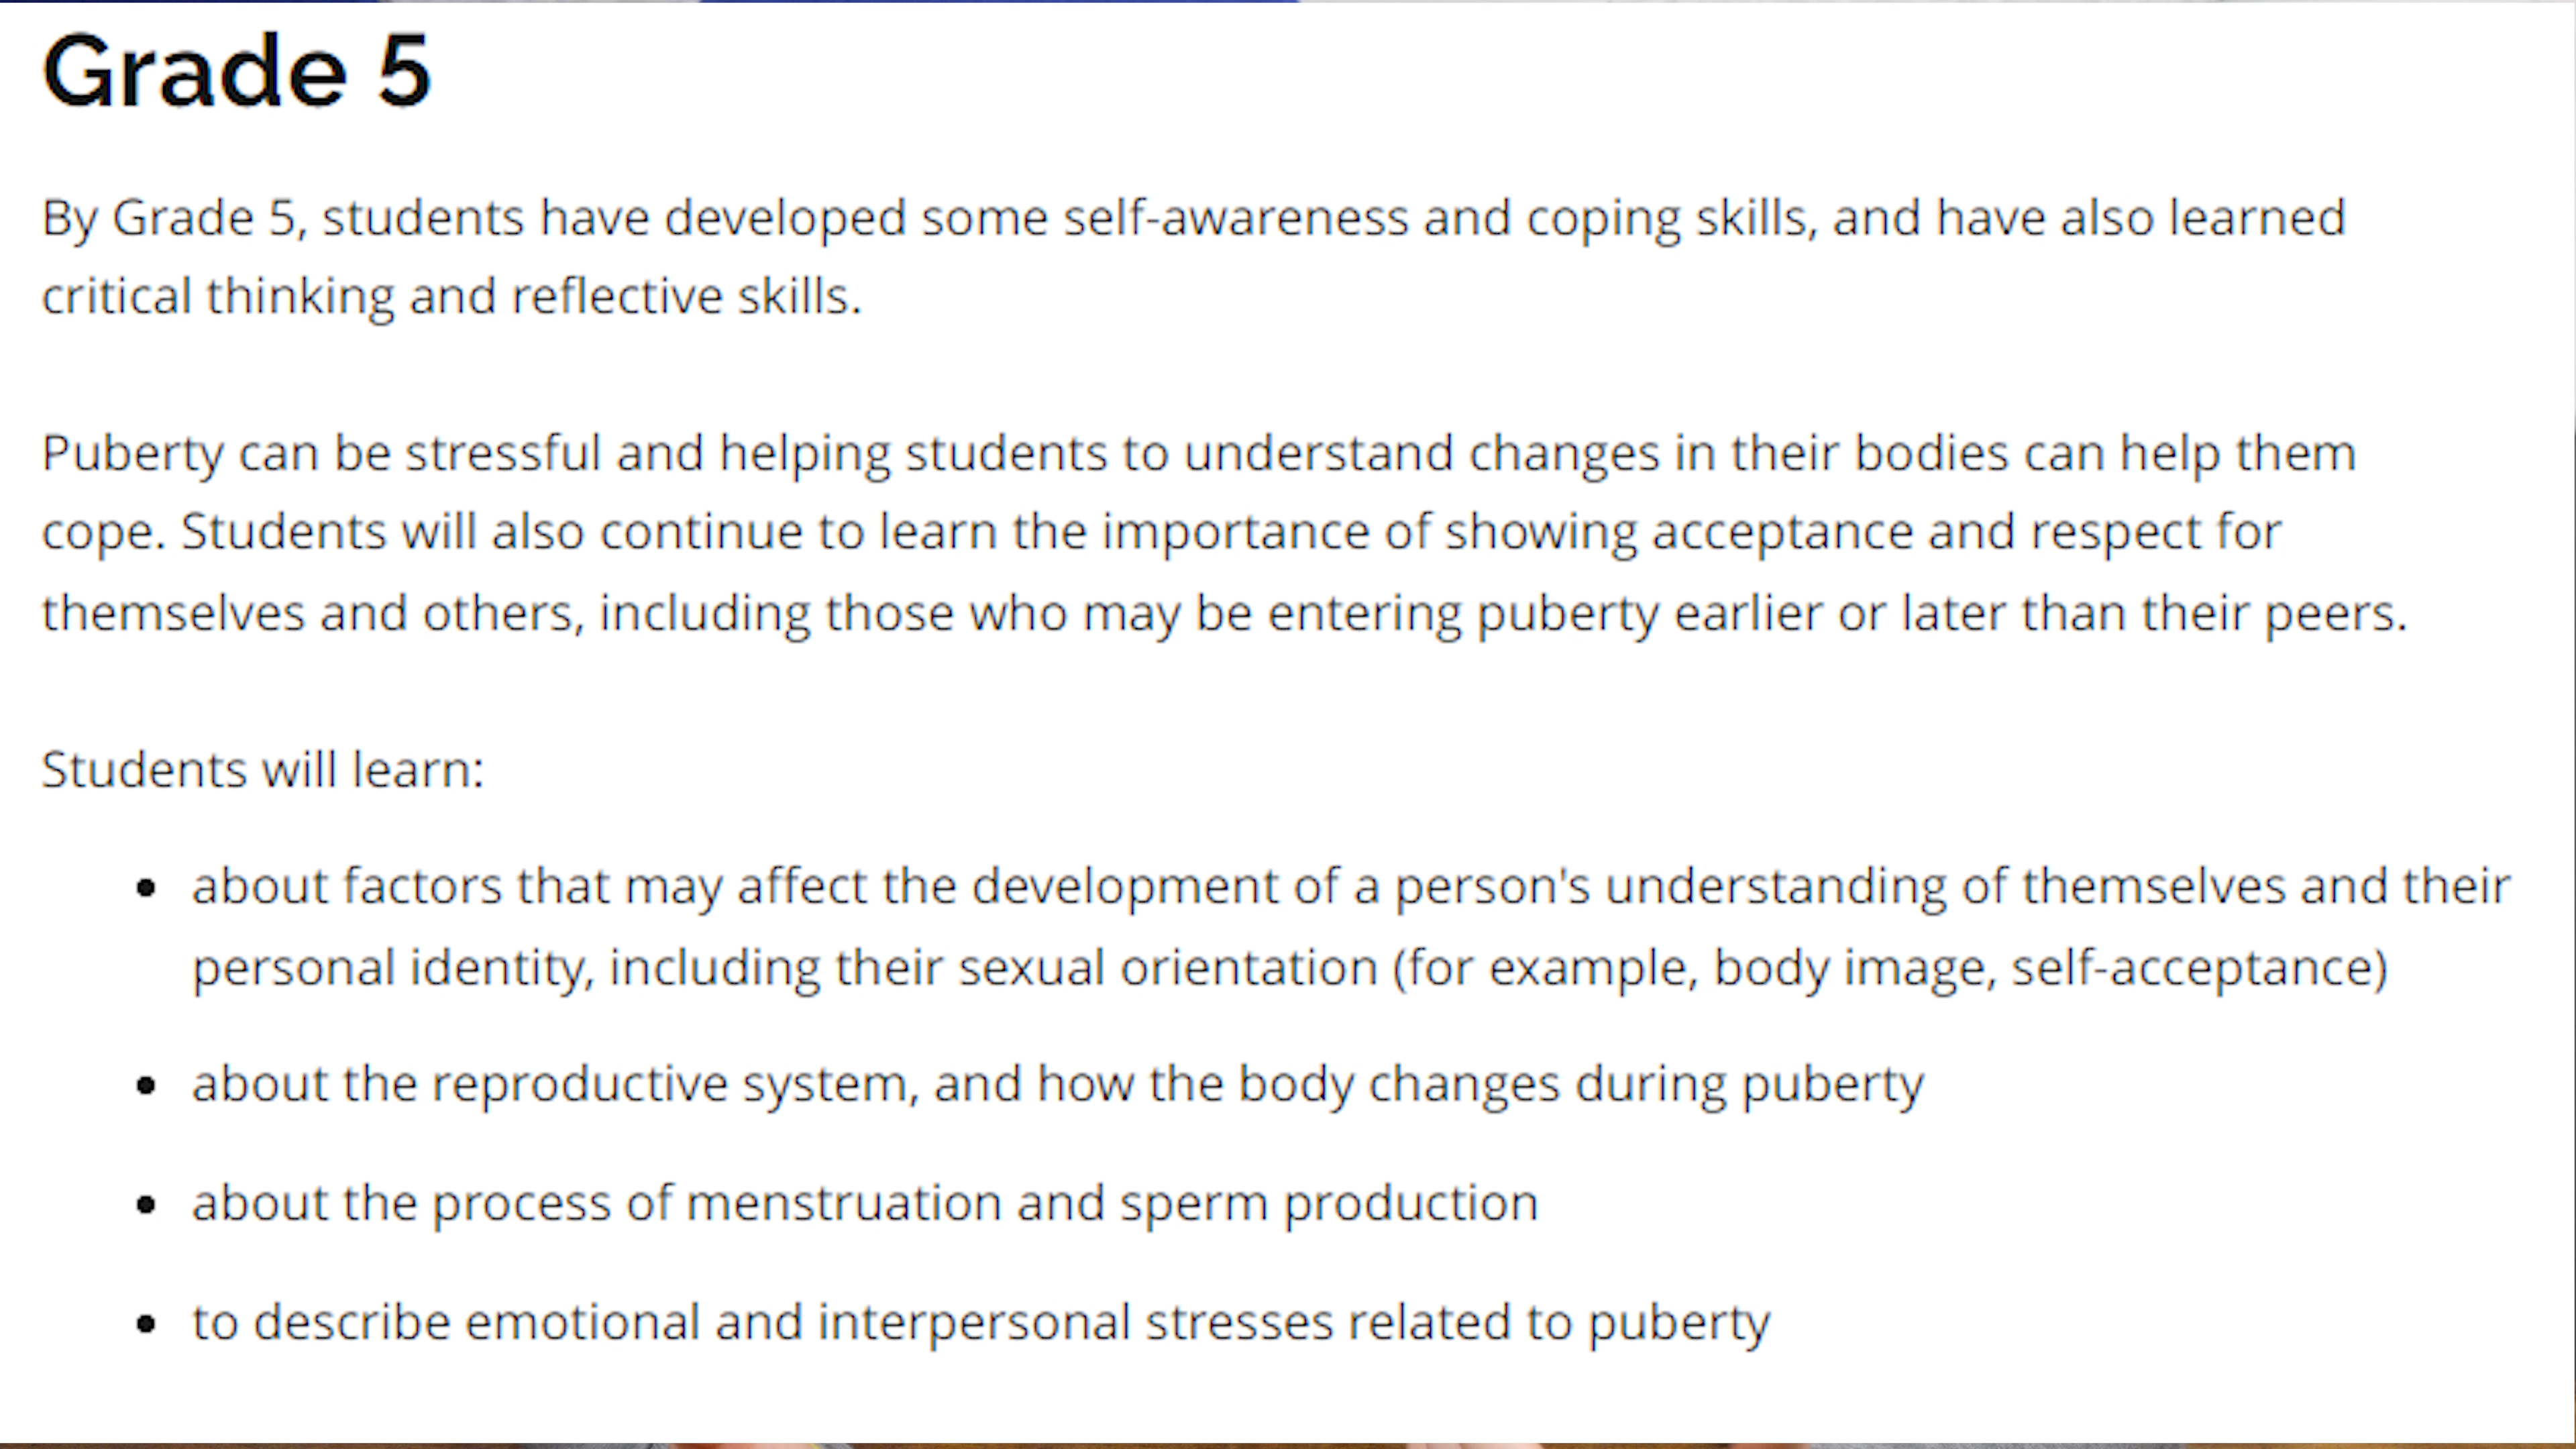 Grade 5
By Grade 5, students have developed some self-awareness and coping skills, and have also learned
critical thinking and reflective skills.
Puberty can be stressful and helping students to understand changes in their bodies can help them
cope. Students will also continue to learn the importance of showing acceptance and respect for
themselves and others, including those who may be entering puberty earlier or later than their peers.
Students will learn:
• about factors that may affect the development of a person's understanding of themselves and their
personal identity, including their sexual orientation (for example, body image, self-acceptance)
• about the reproductive system, and how the body changes during puberty
• about the process of menstruation and sperm production
• to describe emotional and interpersonal stresses related to puberty